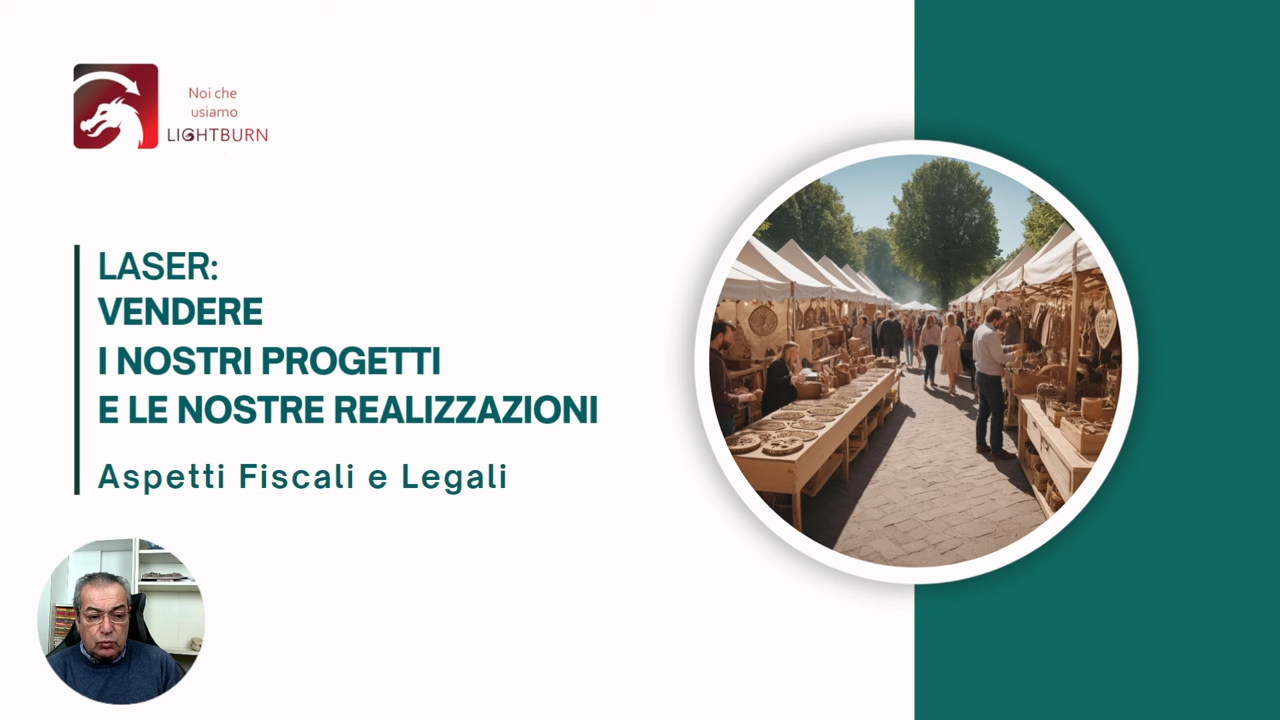 Noi che
usiamo
LIGHTBURN
LASER:
VENDERE
I NOSTRI PROGETTI
E LE NOSTRE REALIZZAZIONI
Aspetti Fiscali e Legali